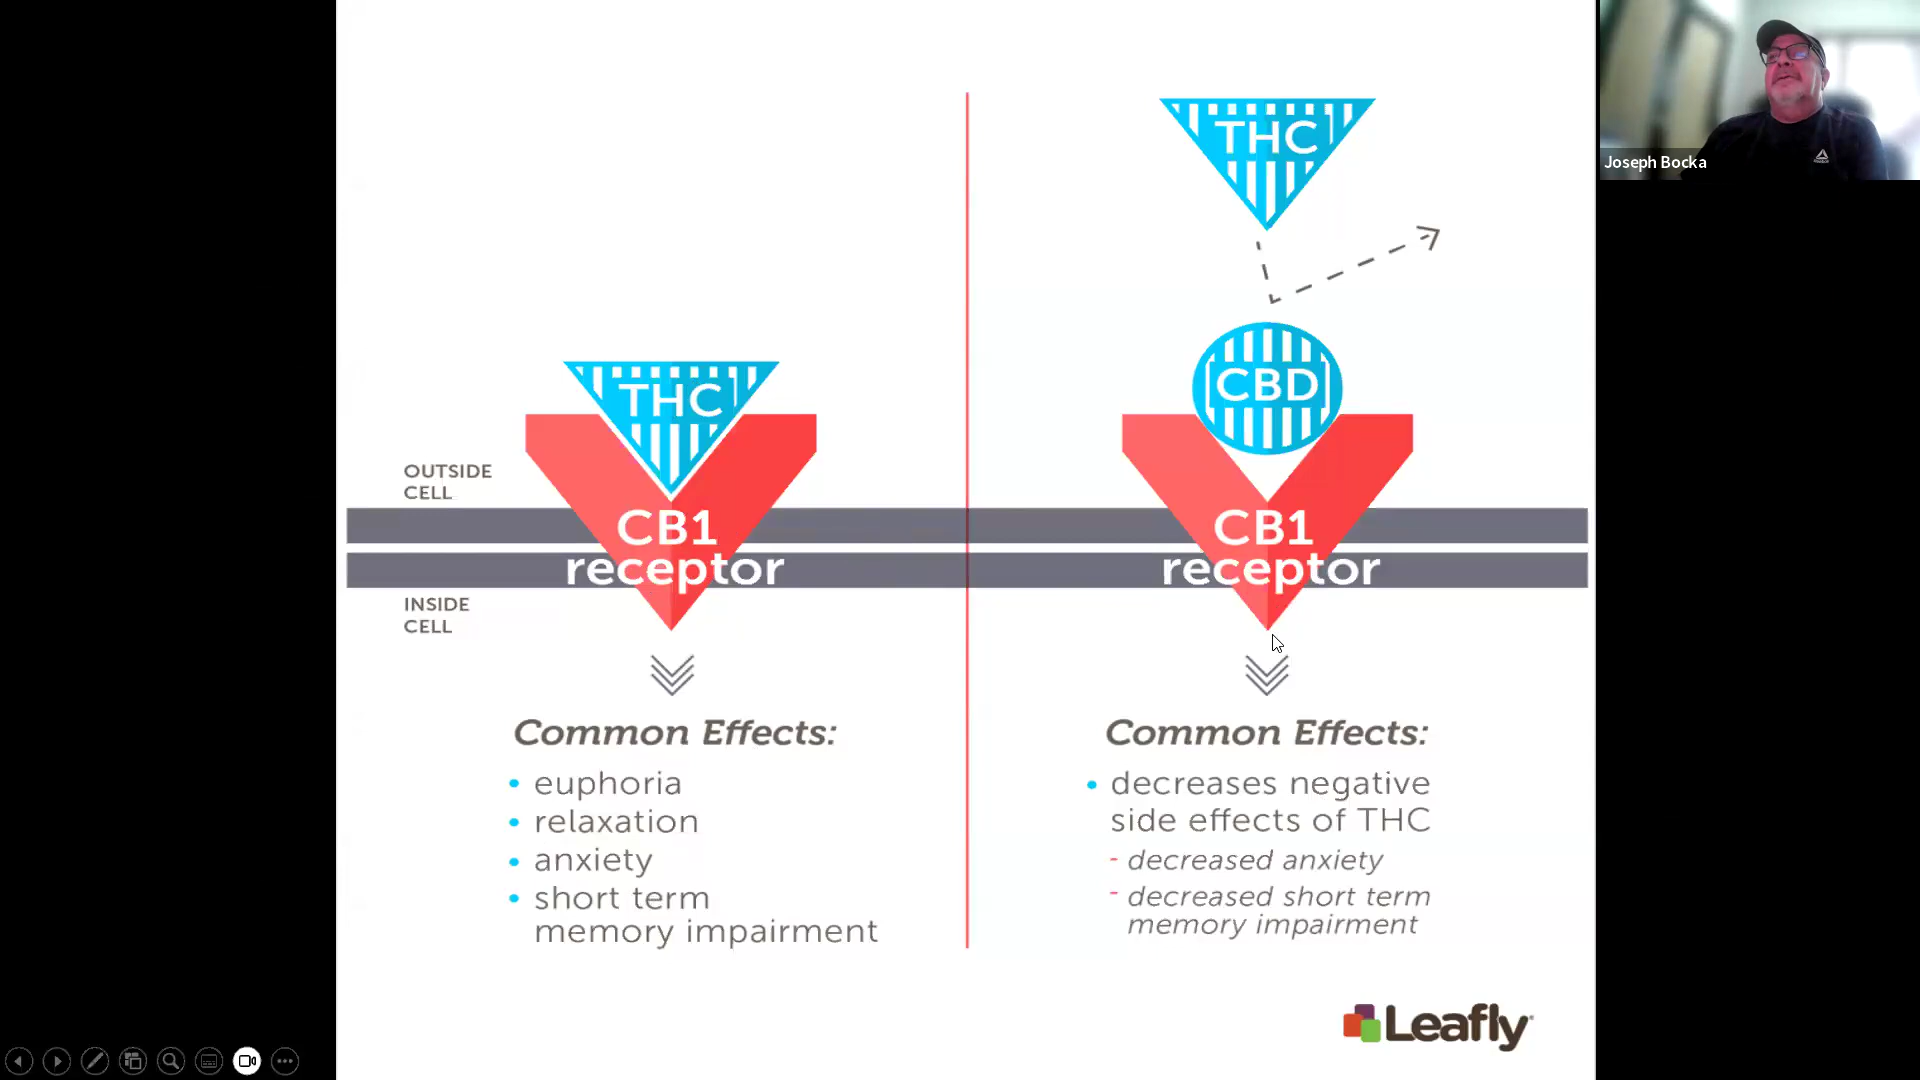 Joseph Bocka
THC
OUTSIDE
CELL
CB1
receptor
INSIDE
CELL
Common Effects:
• euphoria
• relaxation
• anxiety
• short term
memory impairment
THC
CBD
CB1
receptor
Common Effects:
• decreases negative
side effects of THC
- decreased anxiety
- decreased short term
memory impairment
Leafly